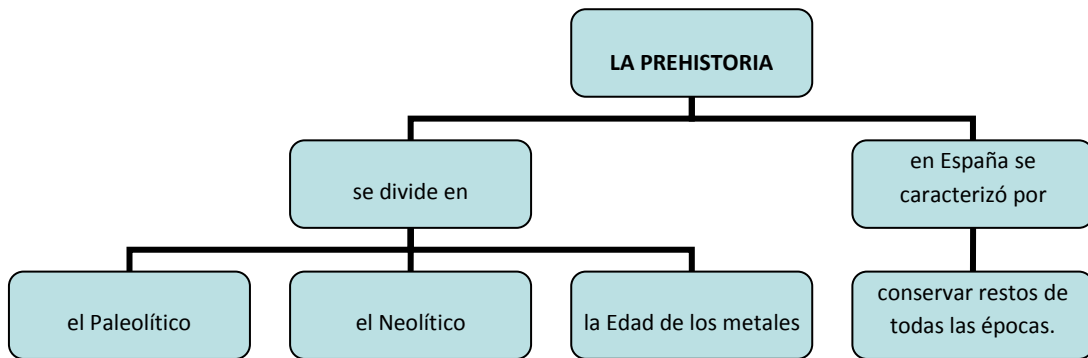 LA PREHISTORIA
se divide en
en España se
caracterizó por
el Paleolítico
el Neolítico
la Edad de los metales
conservar restos de
todas las épocas.